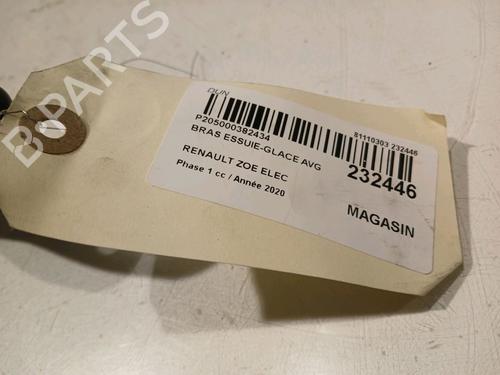 DUN
P205000382434
81110303 232446
BRAS ESSUIE-GLACE AVG
232446
RENAULT ZOE ELEC
Phase 1 cc / Année 2020
MAGASIN
B-PARTS